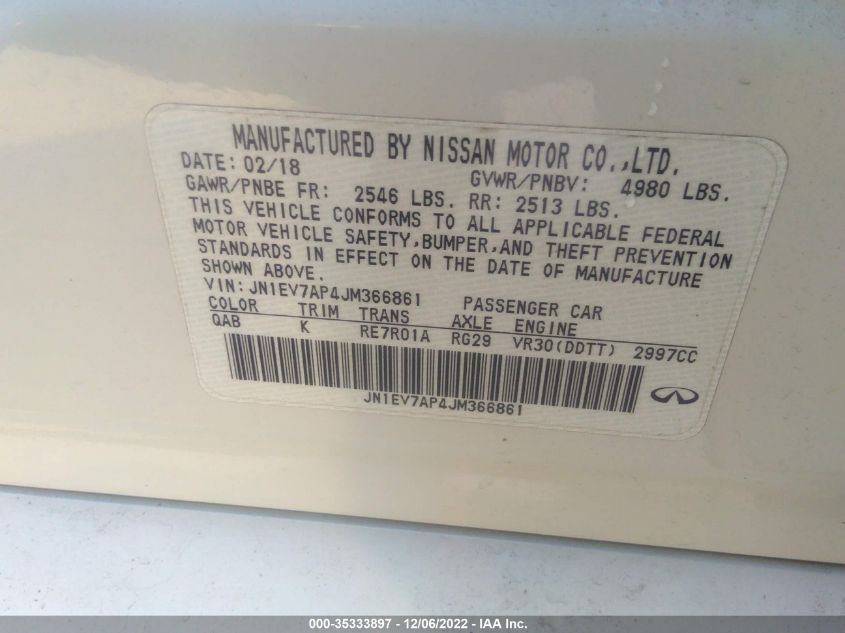 MANUFACTURED BY NISSAN MOTOR CO.,LTD.
DATE: 02/18 GVWR/PNBV: 4980 LBS.
GAWR/PNBE FR: 2546 LBS. RR: 2513 LBS.
THIS VEHICLE CONFORMS TO ALL APPLICABLE FEDERAL
MOTOR VEHICLE SAFETY,BUMPER,AND THEFT PREVENTION
STANDARDS IN EFFECT ON THE DATE OF MANUFACTURE
SHOWN ABOVE.
VIN: JN1EV7AP4JM366861 PASSENGER CAR
COLOR TRIM TRANS AXLE ENGINE
QAB K RE7R01A RG29 VR30(DDTT) 2997CC
JN1EV7AP4JM366861
000-35333897 - 12/06/2022 - IAA Inc.